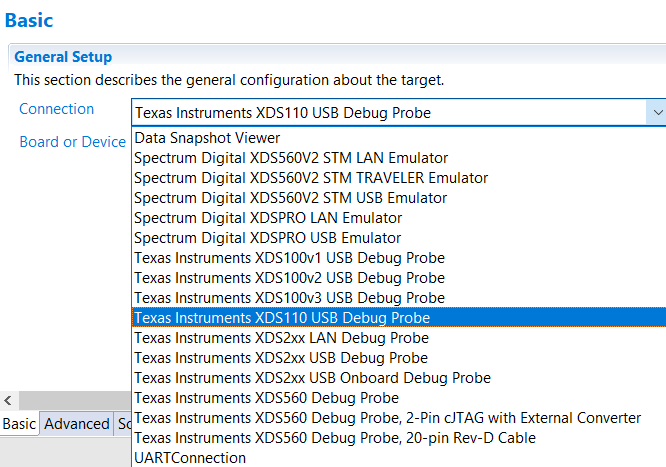 Basic
General Setup
This section describes the general configuration about the target.
Connection
Texas Instruments XDS110 USB Debug Probe
Board or Device
Data Snapshot Viewer
Spectrum Digital XDS560V2 STM LAN Emulator
Spectrum Digital XDS560V2 STM TRAVELER Emulator
Spectrum Digital XDS560V2 STM USB Emulator
Spectrum Digital XDSPRO LAN Emulator
Spectrum Digital XDSPRO USB Emulator
Texas Instruments XDS100v1 USB Debug Probe
Texas Instruments XDS100v2 USB Debug Probe
Texas Instruments XDS100v3 USB Debug Probe
Texas Instruments XDS110 USB Debug Probe
Texas Instruments XDS2xx LAN Debug Probe
Texas Instruments XDS2xx USB Debug Probe
Texas Instruments XDS2xx USB Onboard Debug Probe
Texas Instruments XDS560 Debug Probe
Texas Instruments XDS560 Debug Probe, 2-Pin cJTAG with External Converter
Texas Instruments XDS560 Debug Probe, 20-pin Rev-D Cable
UARTConnection
Basic Advanced So